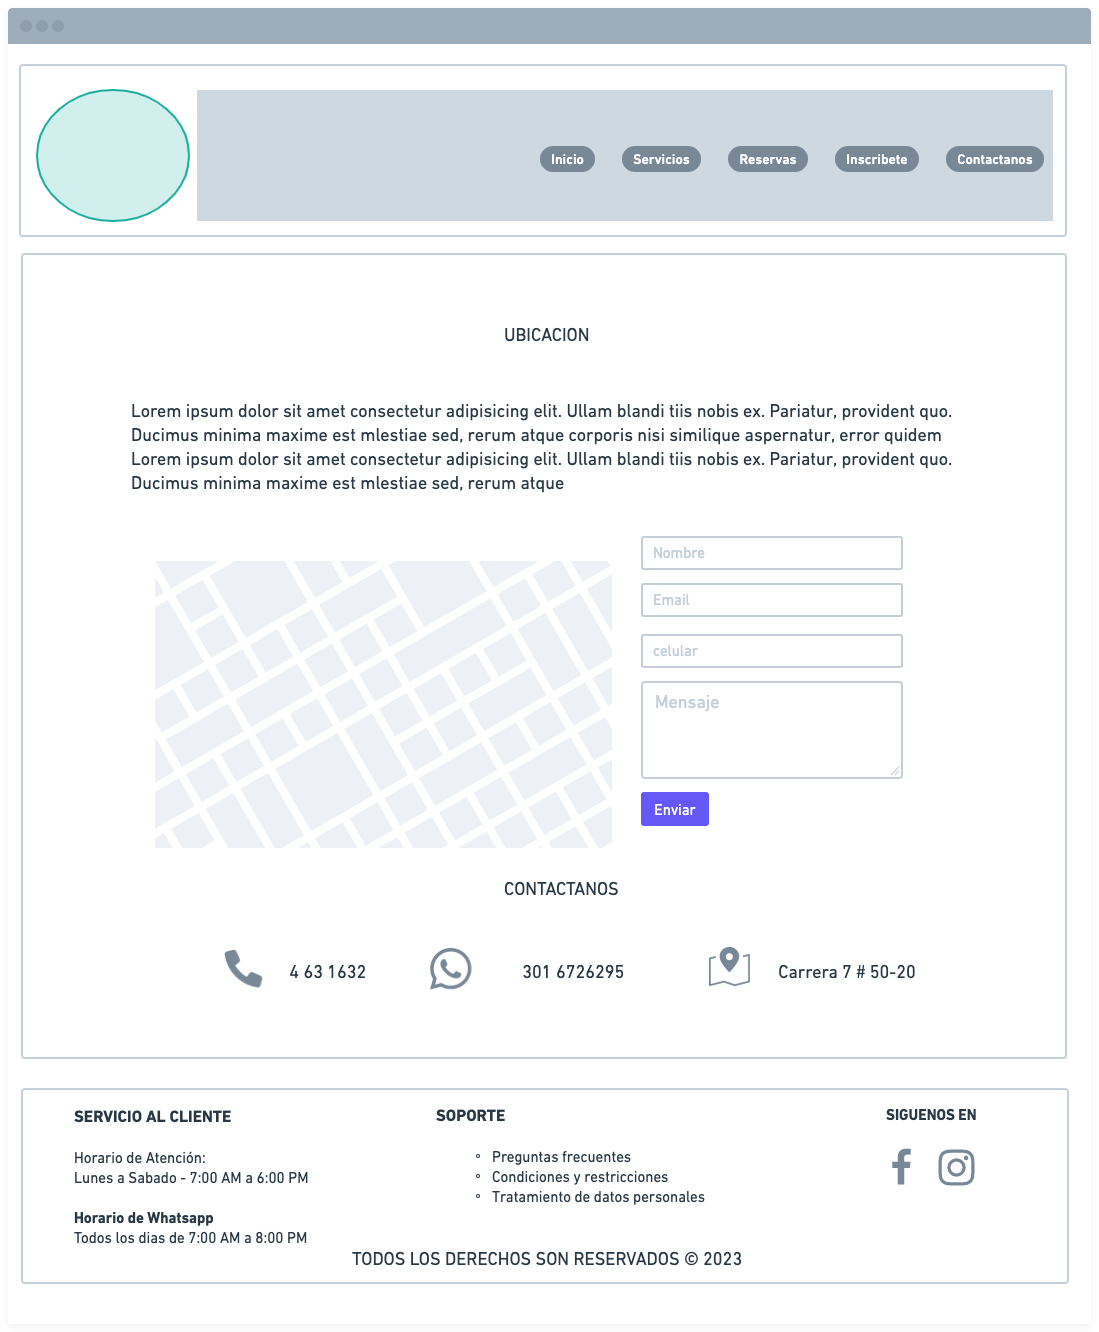 Inicio
Servicios
Reservas
Inscribete
Contactanos
UBICACION
Lorem ipsum dolor sit amet consectetur adipisicing elit. Ullam blandi tiis nobis ex. Pariatur, provident quo.
Ducimus minima maxime est mlestiae sed, rerum atque corporis nisi similique aspernatur, error quidem
Lorem ipsum dolor sit amet consectetur adipisicing elit. Ullam blandi tiis nobis ex. Pariatur, provident quo.
Ducimus minima maxime est mlestiae sed, rerum atque
Nombre
Email
celular
Mensaje
Enviar
CONTACTANOS
4 63 1632
301 6726295
Carrera 7 # 50-20
SERVICIO AL CLIENTE
Horario de Atención:
Lunes a Sabado - 7:00 AM a 6:00 PM
Horario de Whatsapp
Todos los dias de 7:00 AM a 8:00 PM
SOPORTE
Preguntas frecuentes
Condiciones y restricciones
Tratamiento de datos personales
SIGUENOS EN
TODOS LOS DERECHOS SON RESERVADOS © 2023